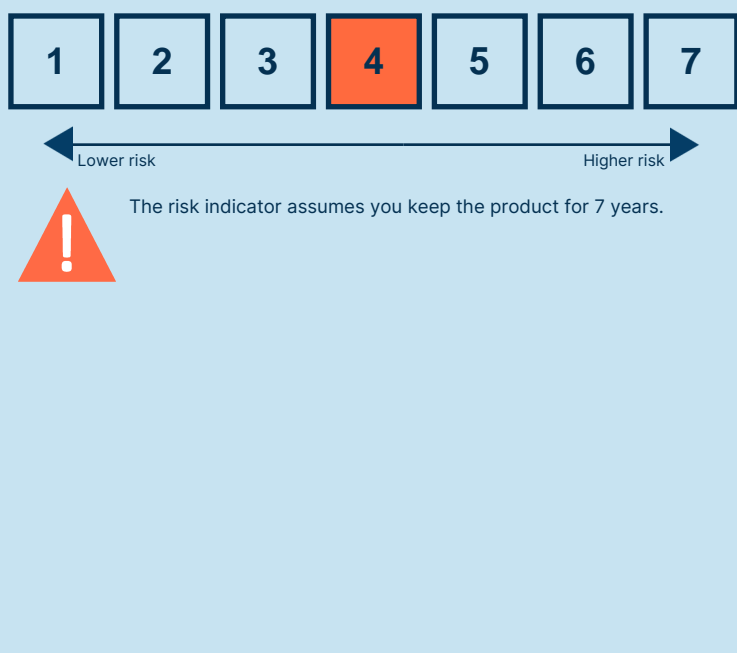 1 2 3 4 5 6 7
Lower risk Higher risk
The risk indicator assumes you keep the product for 7 years.